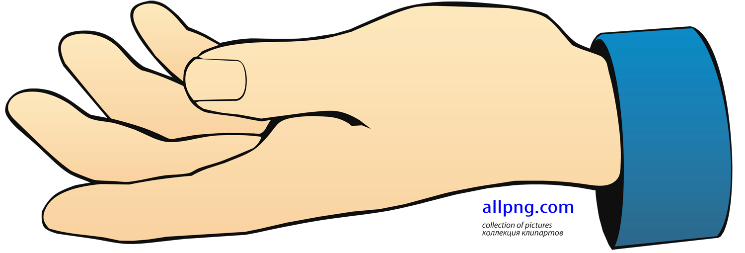 allpng.com
collection of pictures
коллекция клипартов